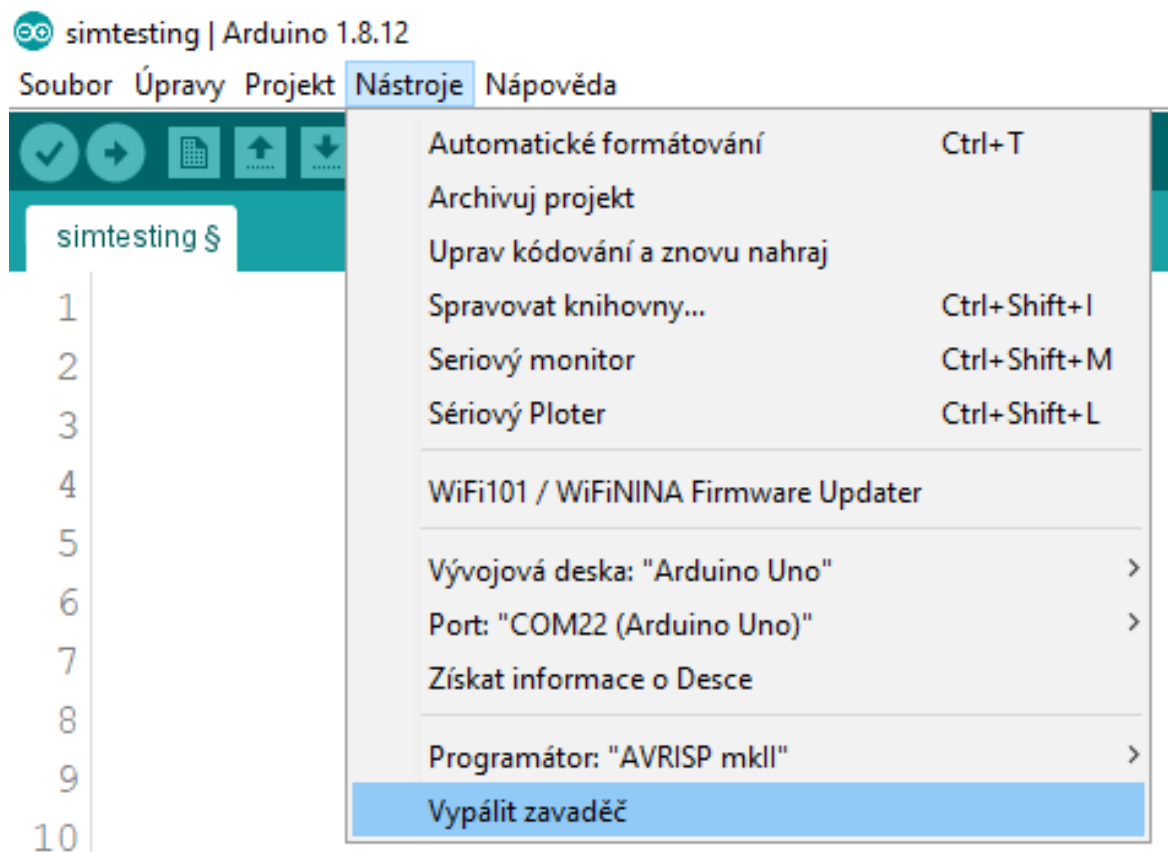 simtesting | Arduino 1.8.12
Soubor Úpravy Projekt Nástroje Nápověda
Automatické formátování Ctrl+T
Archivuj projekt
simtesting §
Uprav kódování a znovu nahraj
1
Spravovat knihovny... Ctrl+Shift+I
2
Seriový monitor Ctrl+Shift+M
3
Sériový Ploter Ctrl+Shift+L
4
WiFi101 / WiFiNINA Firmware Updater
5
Vývojová deska: "Arduino Uno"
6
Port: "COM22 (Arduino Uno)"
7
Získat informace o Desce
8
Programátor: "AVRISP mkII"
9
Vypálit zavaděč
10